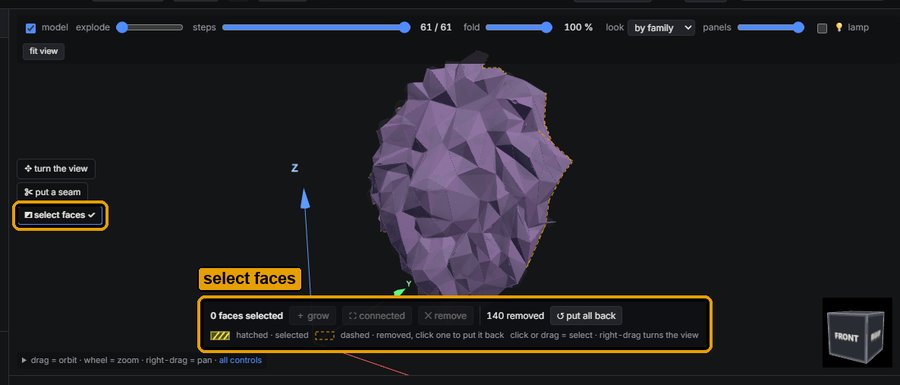 model explode steps 61 / 61 fold 100 % look by family panels lamp
fit view
Z
turn the view
put a seam
select faces ✓
select faces
Y
0 faces selected + grow connected × remove 140 removed ↺ put all back
hatched · selected dashed · removed, click one to put it back click or drag = select · right-drag turns the view
FRONT
▶ drag = orbit · wheel = zoom · right-drag = pan · all controls